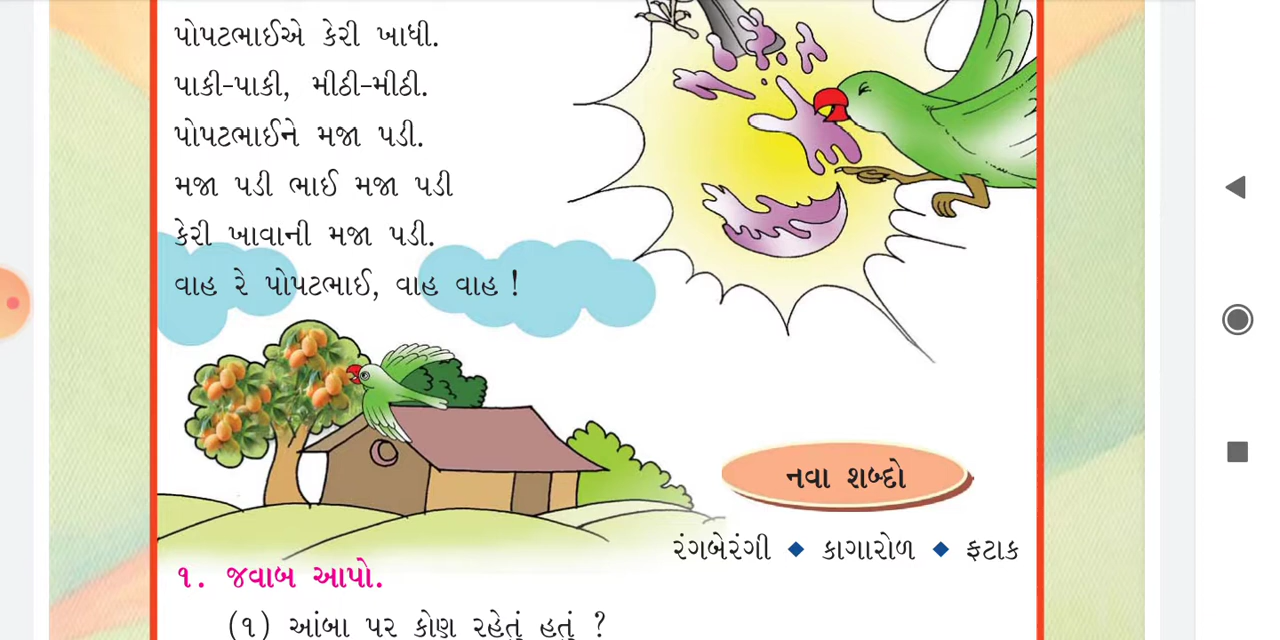 પોપટભાઈએ કેરી ખાધી.
પાકી-પાકી, મીઠી-મીઠી.
પોપટભાઈને મજા પડી.
મજા પડી ભાઈ મજા પડી
કેરી ખાવાની મજા પડી.
વાહ રે પોપટભાઈ, વાહ વાહ !
નવા શબ્દો
રંગબેરંગી ◆ કાગારોળ ◆ ફટાક
૧. જવાબ આપો.
(૧) આંબા પર કોણ રહેતું હતું ?